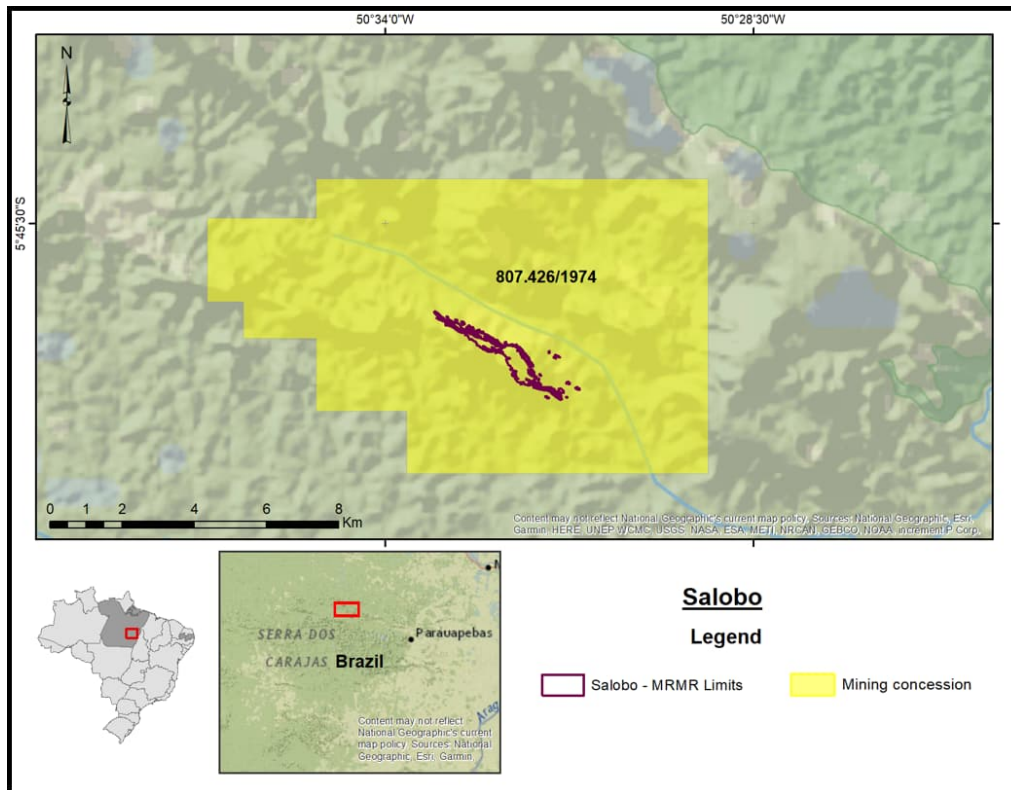 50°34'0"W
50°28'30"W
N
5°45'30"S
807.426/1974
0 1 2 4 6 8
Km
Content may not reflect National Geographic's current map policy. Sources: National Geographic, Esri,
Garmin, HERE, UNEP-WCMC, USGS, NASA, ESA, METI, NRCAN, GEBCO, NOAA, increment P Corp.
SERRA DOS
Parauapebas
CARAJAS
Brazil
Content may not reflect
National Geographic's current
map policy. Sources: National
Geographic, Esri, Garmin,
Salobo
Legend
Salobo - MRMR Limits
Mining concession